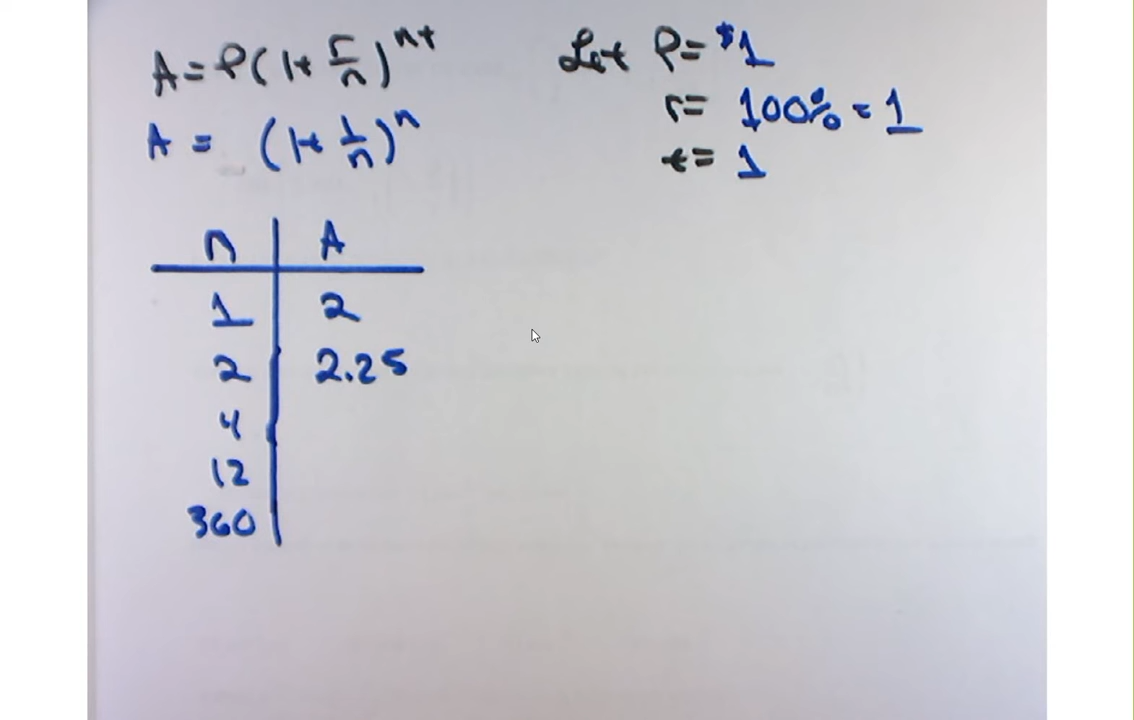 A = P(1 + r/n)^nt
A = (1 + 1/n)^n
Let P = $1
r = 100% = 1
t = 1
n A
1 2
2 2.25
4
12
360